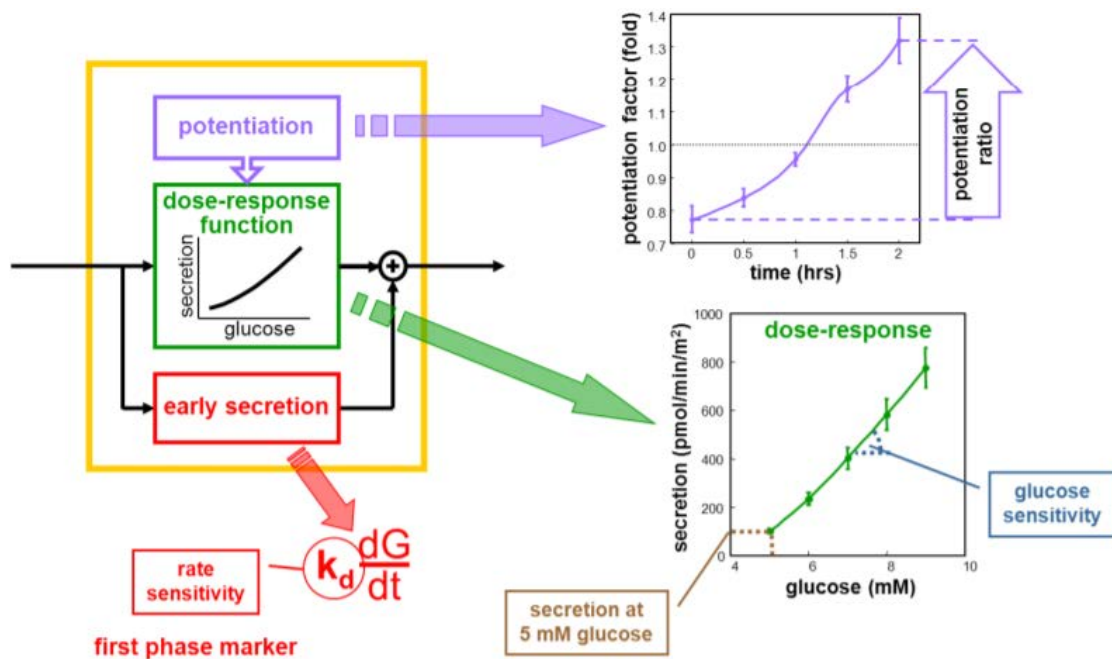 potentiation
dose-response
function
secretion
glucose
+
early secretion
rate
sensitivity
k_d dG/dt
first phase marker
potentiation factor (fold)
1.4
1.3
1.2
1.1
1.0
0.9
0.8
0.7
0
0.5
1
1.5
2
time (hrs)
potentiation
ratio
dose-response
secretion (pmol/min/m²)
1000
800
600
400
200
0
4
6
8
10
glucose (mM)
glucose
sensitivity
secretion at
5 mM glucose